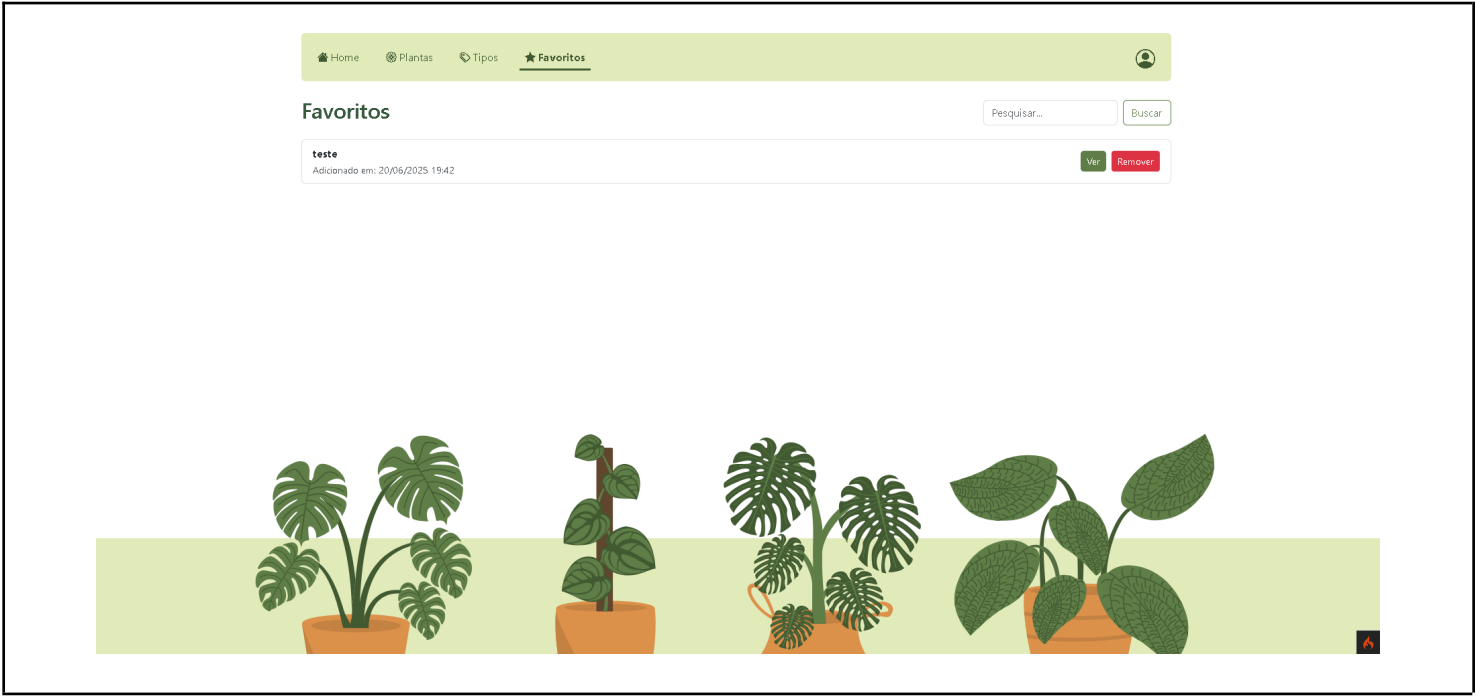 Home Plantas Tipos Favoritos
Favoritos
Pesquisar... Buscar
teste
Adicionado em: 20/06/2025 19:42
Ver Remover